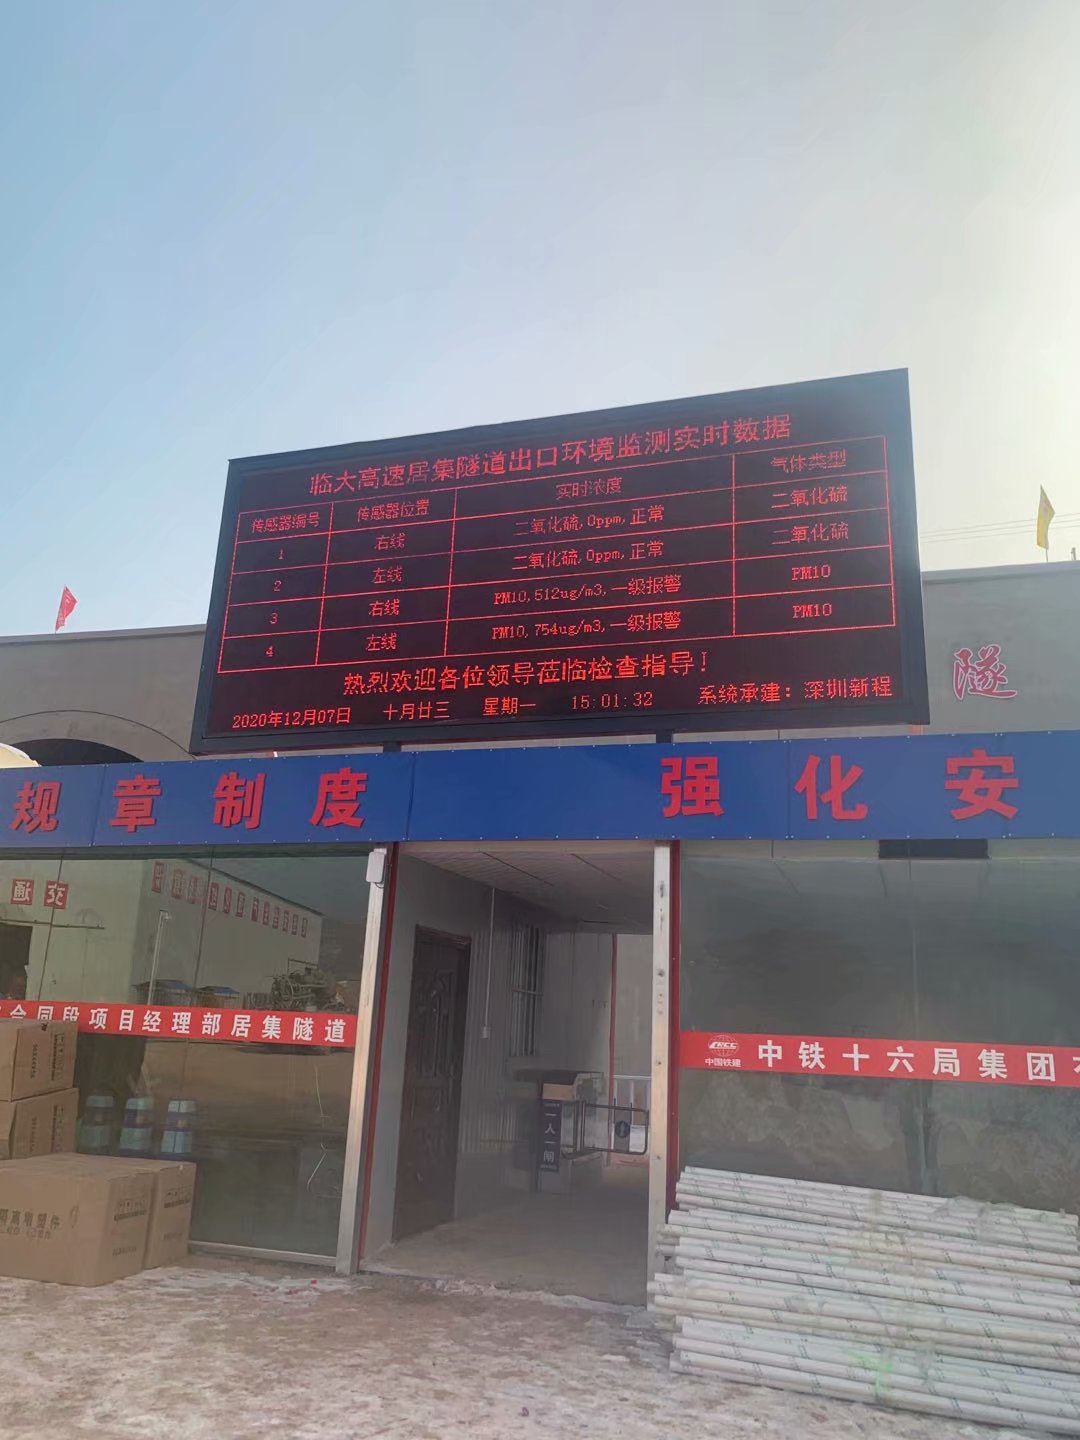 临大高速居集隧道出口环境监测实时数据
传感器编号 传感器位置 实时浓度 气体类型
1 右线 二氧化硫,0ppm,正常 二氧化硫
2 左线 二氧化硫,0ppm,正常 二氧化硫
3 右线 PM10,512ug/m3,一级报警 PM10
4 左线 PM10,754ug/m3,一级报警 PM10
热烈欢迎各位领导莅临检查指导!
2020年12月07日 十月廿三 星期一 15:01:32 系统承建:深圳新程
隧
规章制度 强化安
交通
合同段项目经理部居集隧道
CRCC
中国铁建
中铁十六局集团
一人一闸